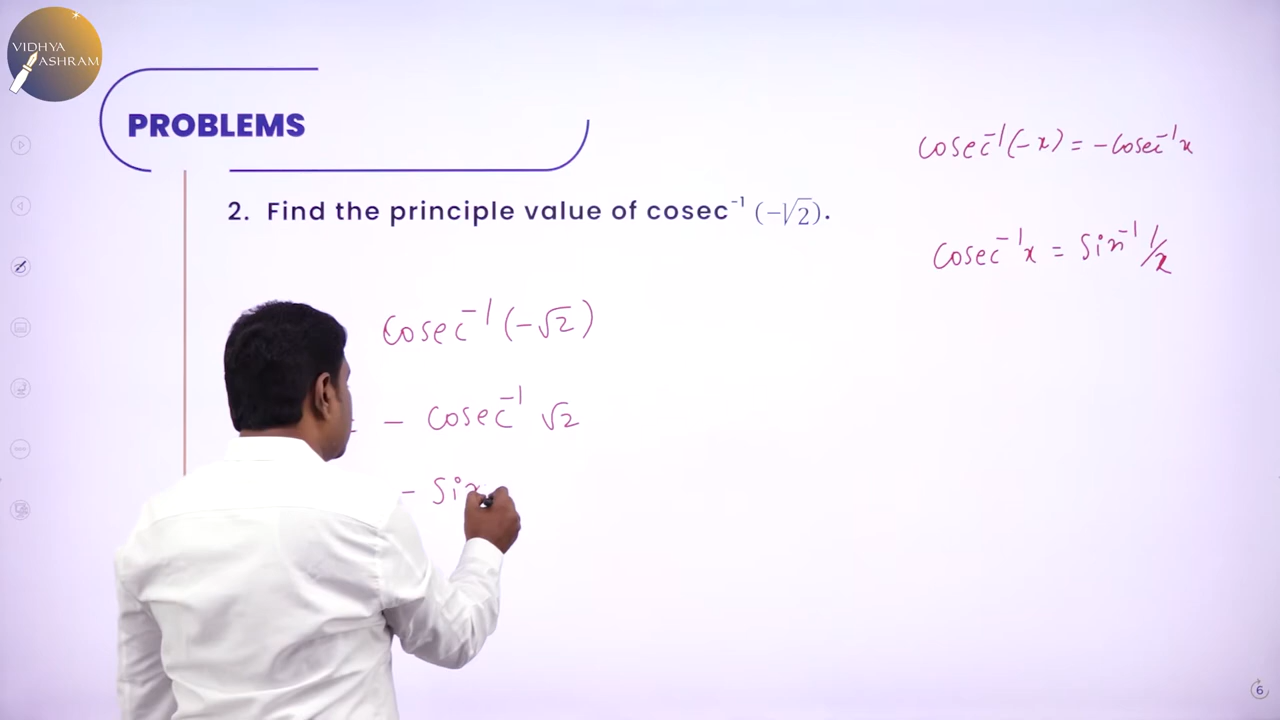 VIDHYA
ASHRAM
PROBLEMS
cosec⁻¹(-x) = -cosec⁻¹x
2. Find the principle value of cosec⁻¹ (-√2).
cosec⁻¹x = sin⁻¹ 1/x
cosec⁻¹(-√2)
= - cosec⁻¹ √2
- sin
6